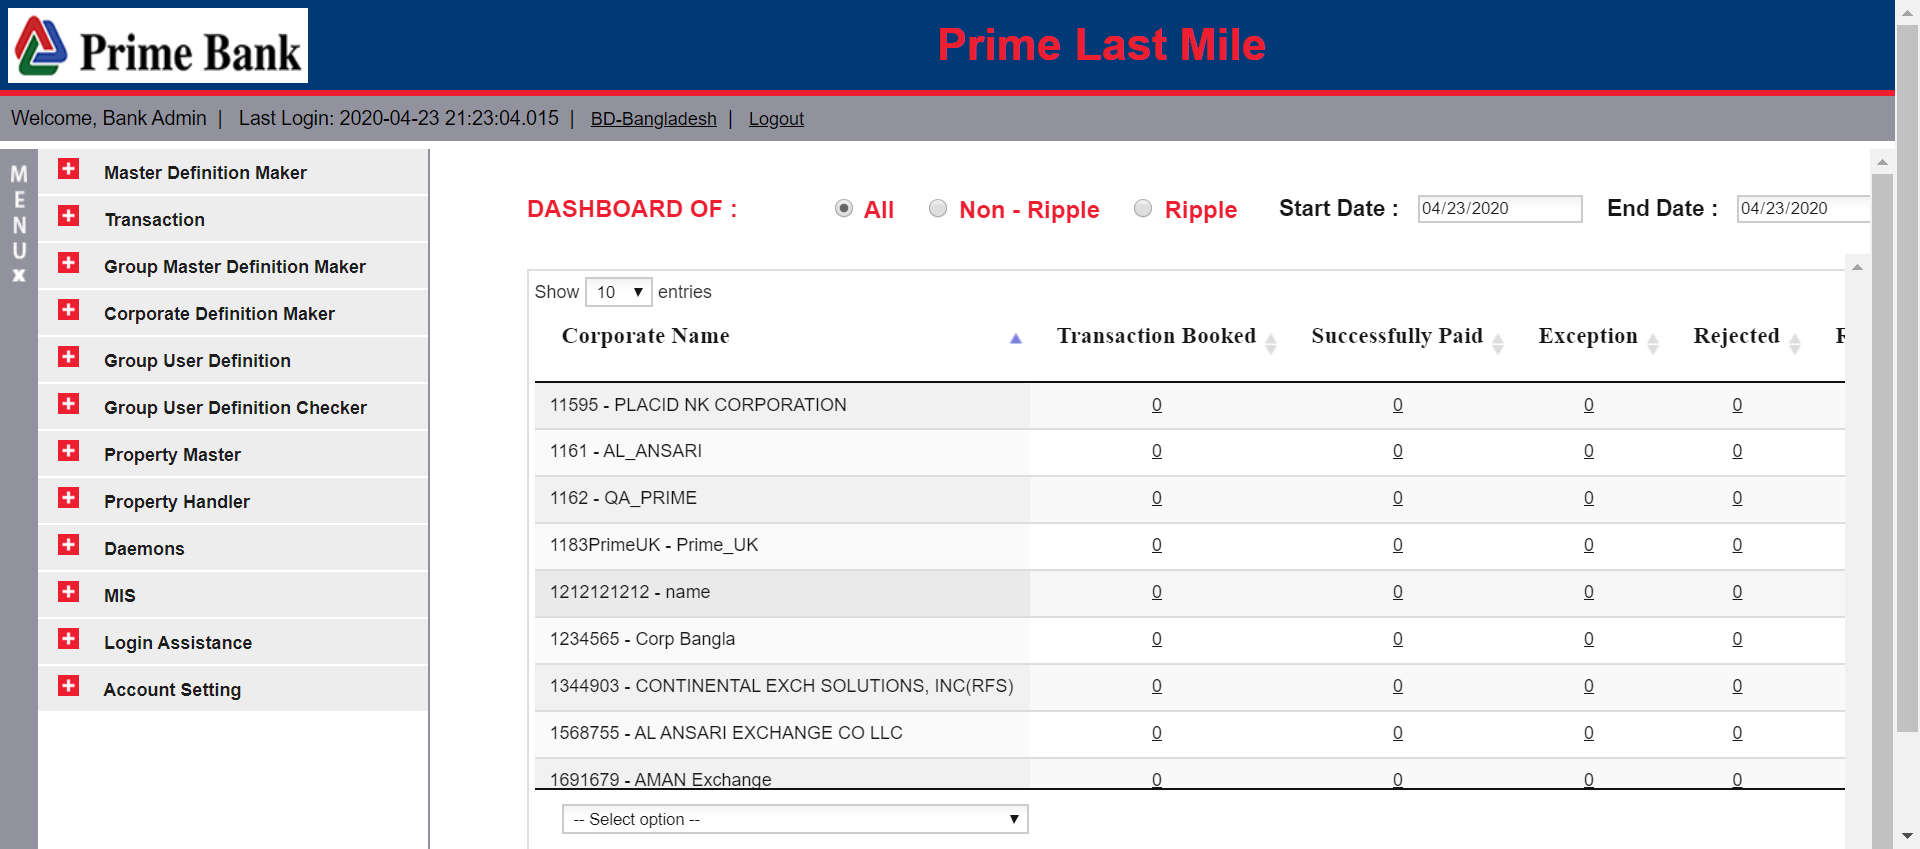 Prime Bank
Prime Last Mile
Welcome, Bank Admin | Last Login: 2020-04-23 21:23:04.015 | BD-Bangladesh | Logout
MENU
x
Master Definition Maker
Transaction
Group Master Definition Maker
Corporate Definition Maker
Group User Definition
Group User Definition Checker
Property Master
Property Handler
Daemons
MIS
Login Assistance
Account Setting
DASHBOARD OF : All Non - Ripple Ripple Start Date : 04/23/2020 End Date : 04/23/2020
Show 10 entries
Corporate Name Transaction Booked Successfully Paid Exception Rejected
11595 - PLACID NK CORPORATION 0 0 0 0
1161 - AL_ANSARI 0 0 0 0
1162 - QA_PRIME 0 0 0 0
1183PrimeUK - Prime_UK 0 0 0 0
1212121212 - name 0 0 0 0
1234565 - Corp Bangla 0 0 0 0
1344903 - CONTINENTAL EXCH SOLUTIONS, INC(RFS) 0 0 0 0
1568755 - AL ANSARI EXCHANGE CO LLC 0 0 0 0
1691679 - AMAN Exchange 0 0 0 0
-- Select option --